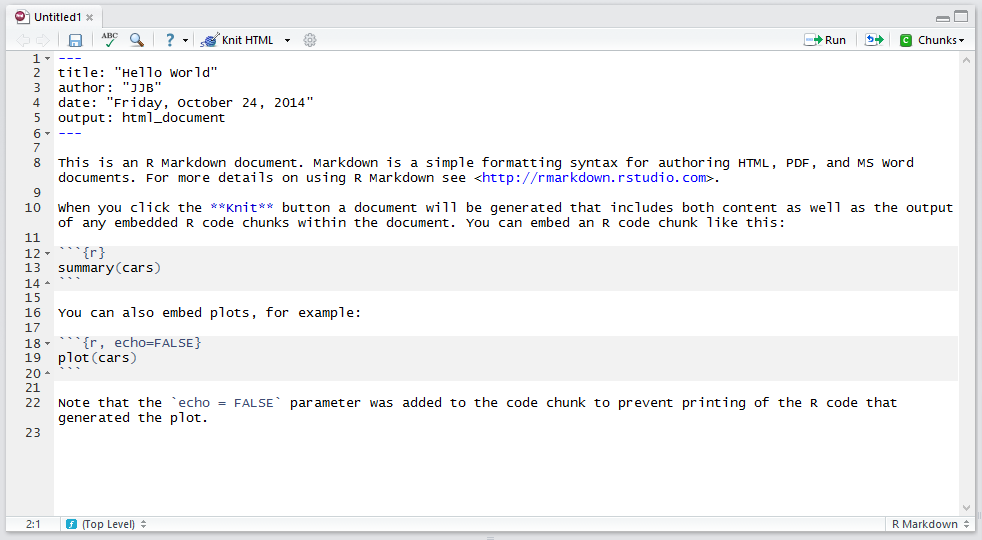 Untitled1
ABC
? Knit HTML Run C Chunks
1 ---
2 title: "Hello World"
3 author: "JJB"
4 date: "Friday, October 24, 2014"
5 output: html_document
6 ---
7
8 This is an R Markdown document. Markdown is a simple formatting syntax for authoring HTML, PDF, and MS Word
documents. For more details on using R Markdown see <http://rmarkdown.rstudio.com>.
9
10 When you click the **Knit** button a document will be generated that includes both content as well as the output
of any embedded R code chunks within the document. You can embed an R code chunk like this:
11
12 ```{r}
13 summary(cars)
14 ```
15
16 You can also embed plots, for example:
17
18 ```{r, echo=FALSE}
19 plot(cars)
20 ```
21
22 Note that the `echo = FALSE` parameter was added to the code chunk to prevent printing of the R code that
generated the plot.
23
2:1 (Top Level) R Markdown